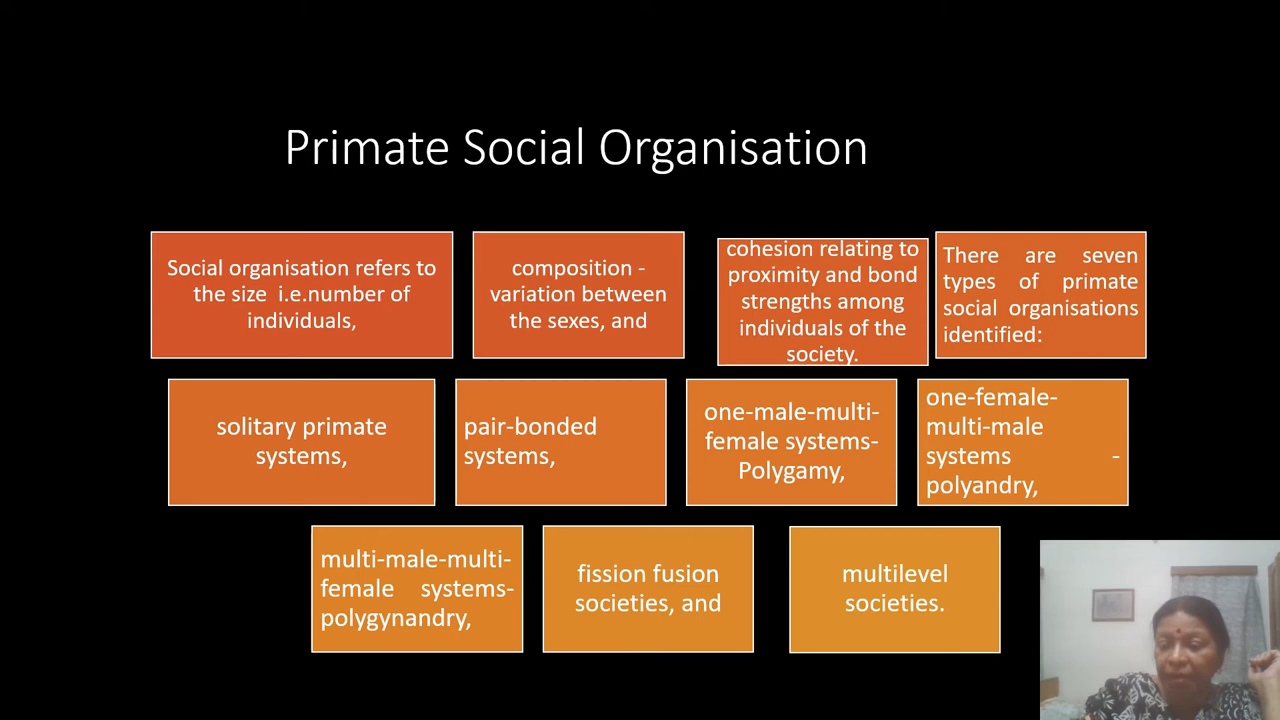 Primate Social Organisation
Social organisation refers to
the size i.e.number of
individuals,
composition -
variation between
the sexes, and
cohesion relating to
proximity and bond
strengths among
individuals of the
society.
There are seven
types of primate
social organisations
identified:
solitary primate
systems,
pair-bonded
systems,
one-male-multi-
female systems-
Polygamy,
one-female-
multi-male
systems -
polyandry,
multi-male-multi-
female systems-
polygynandry,
fission fusion
societies, and
multilevel
societies.